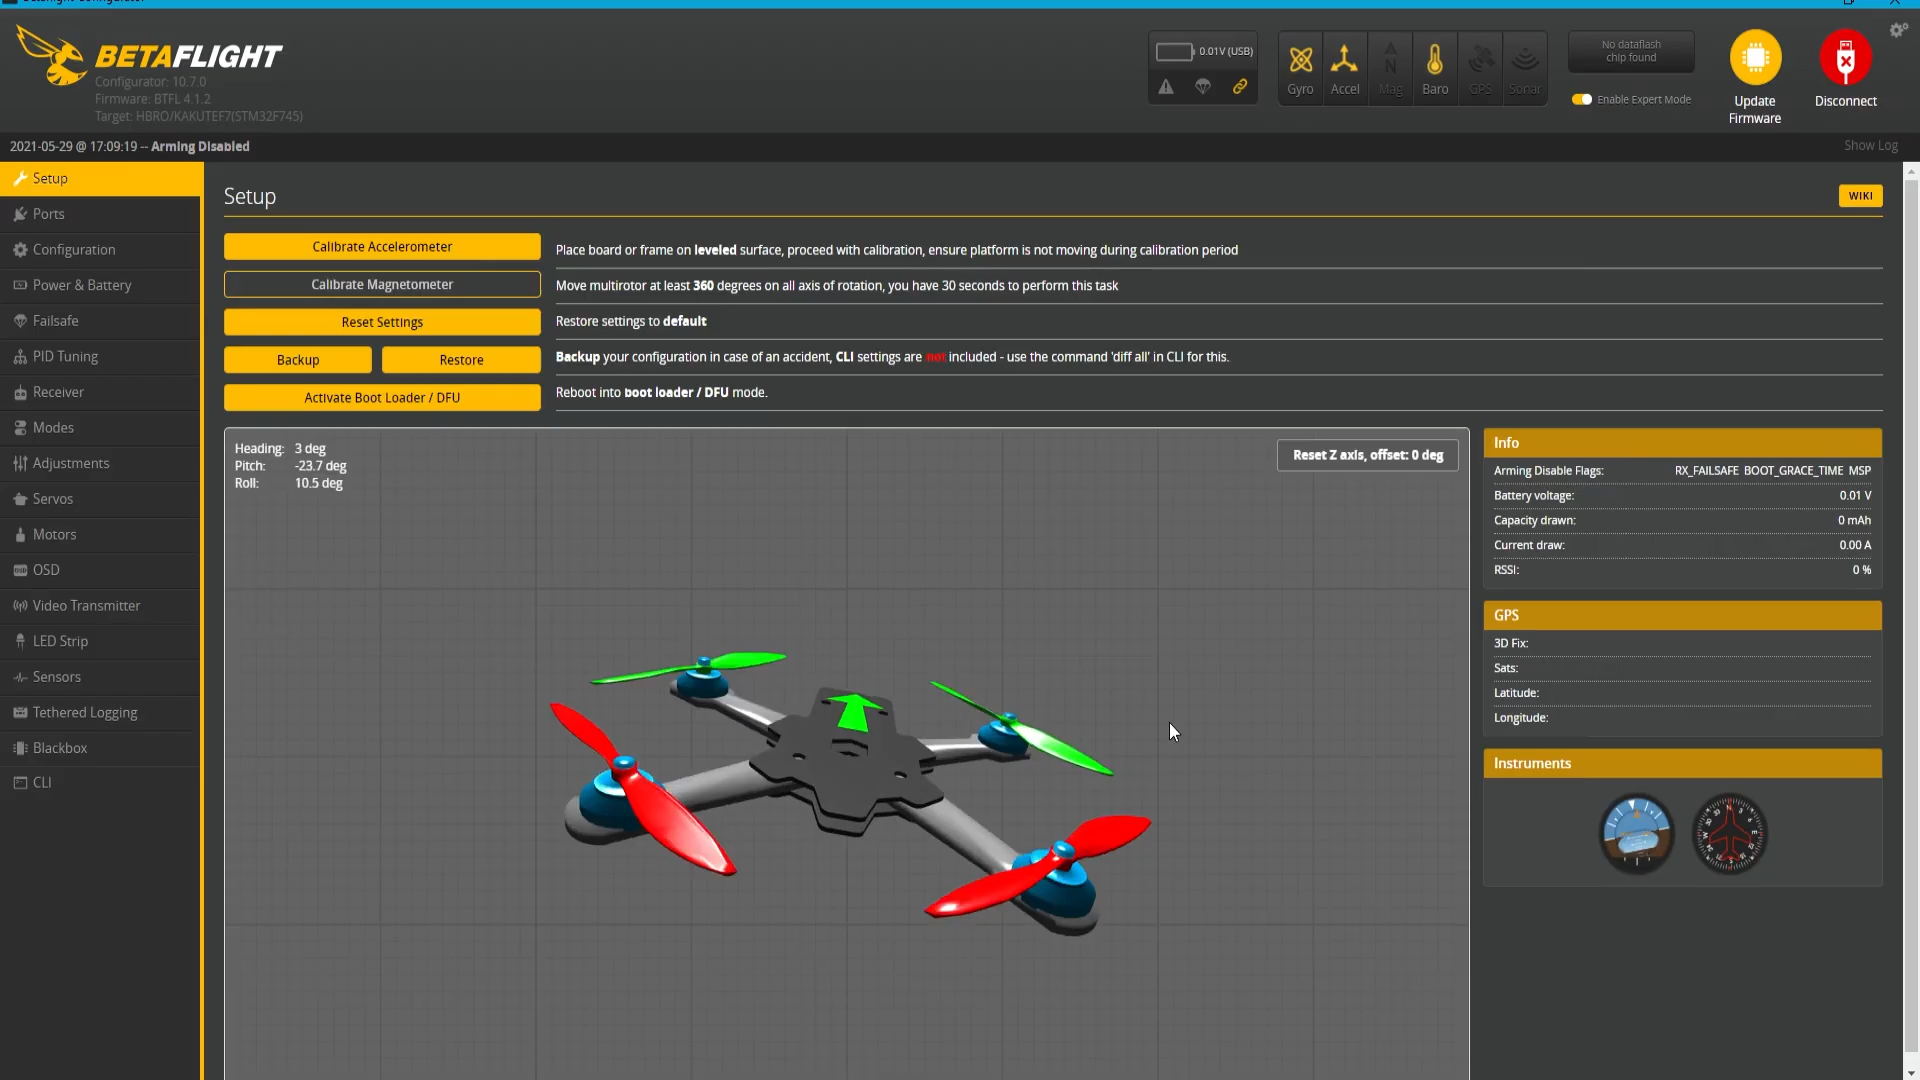 BETAFLIGHT
Configurator: 10.7.0
Firmware: BTFL 4.1.2
Target: HBRO/KAKUTEF7(STM32F745)
0.01V (USB)
Gyro
Accel
Mag
Baro
GPS
Sonar
No dataflash
chip found
Enable Expert Mode
Update
Firmware
Disconnect
2021-05-29 @ 17:09:19 -- Arming Disabled
Show Log
Setup
Ports
Configuration
Power & Battery
Failsafe
PID Tuning
Receiver
Modes
Adjustments
Servos
Motors
OSD
Video Transmitter
LED Strip
Sensors
Tethered Logging
Blackbox
CLI
Setup
WIKI
Calibrate Accelerometer
Place board or frame on leveled surface, proceed with calibration, ensure platform is not moving during calibration period
Calibrate Magnetometer
Move multirotor at least 360 degrees on all axis of rotation, you have 30 seconds to perform this task
Reset Settings
Restore settings to default
Backup
Restore
Backup your configuration in case of an accident, CLI settings are not included - use the command 'diff all' in CLI for this.
Activate Boot Loader / DFU
Reboot into boot loader / DFU mode.
Heading: 3 deg
Pitch: -23.7 deg
Roll: 10.5 deg
Reset Z axis, offset: 0 deg
Info
Arming Disable Flags: RX_FAILSAFE BOOT_GRACE_TIME MSP
Battery voltage: 0.01 V
Capacity drawn: 0 mAh
Current draw: 0.00 A
RSSI: 0 %
GPS
3D Fix:
Sats:
Latitude:
Longitude:
Instruments